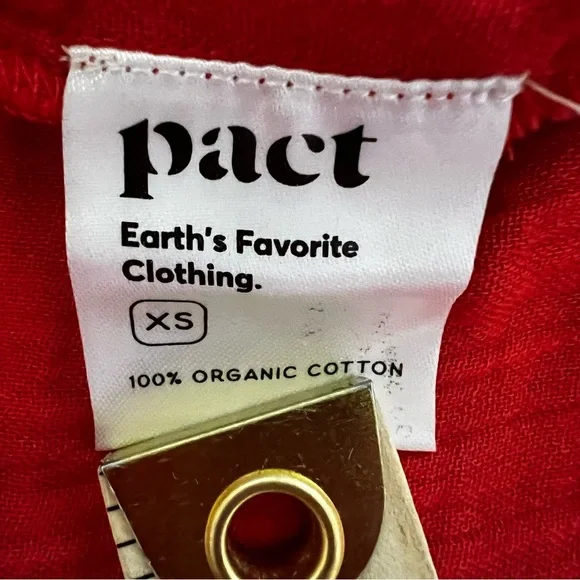 pact
Earth's Favorite
Clothing.
XS
100% ORGANIC COTTON